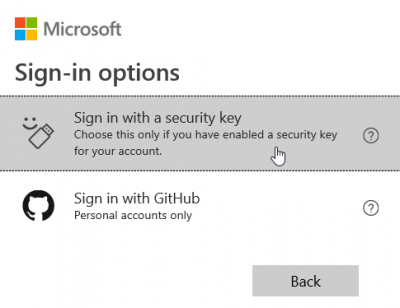 Microsoft
Sign-in options
Sign in with a security key
Choose this only if you have enabled a security key
for your account.
?
Sign in with GitHub
Personal accounts only
?
Back